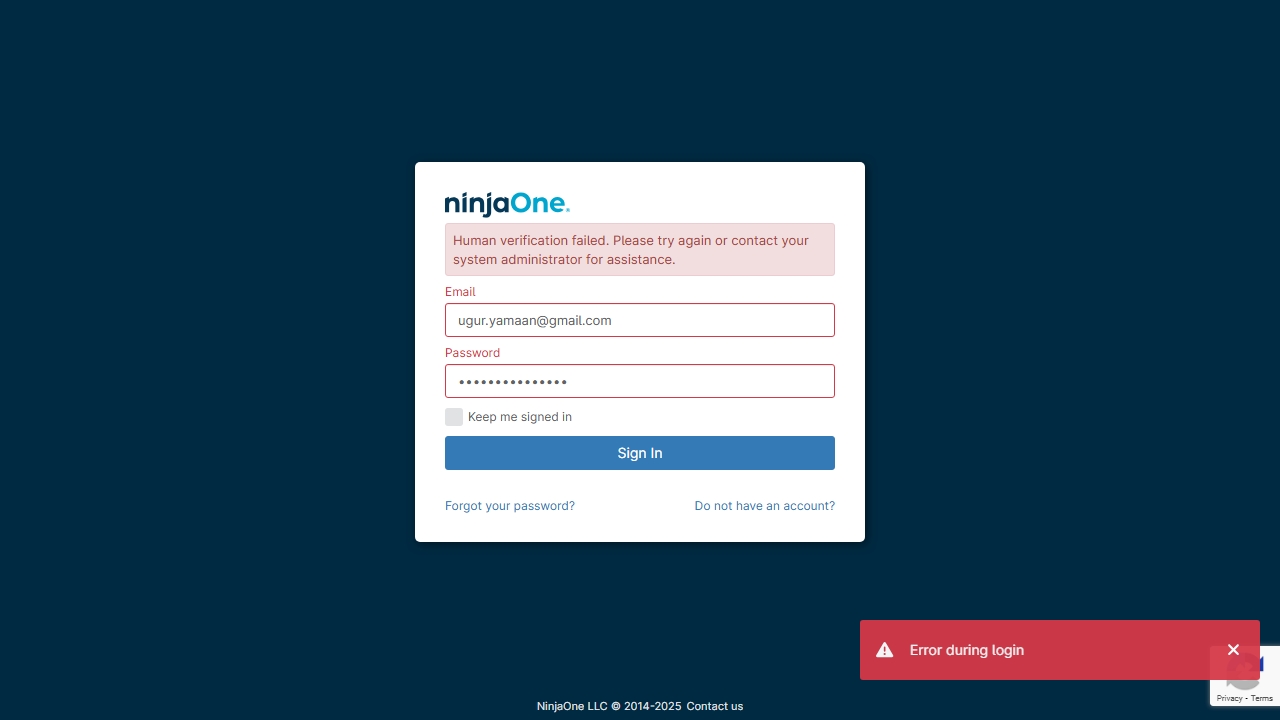 ninjaOne.
Human verification failed. Please try again or contact your
system administrator for assistance.
Email
ugur.yamaan@gmail.com
Password
•••••••••••••••
Keep me signed in
Sign In
Forgot your password?
Do not have an account?
Error during login
Privacy - Terms
NinjaOne LLC © 2014-2025 Contact us